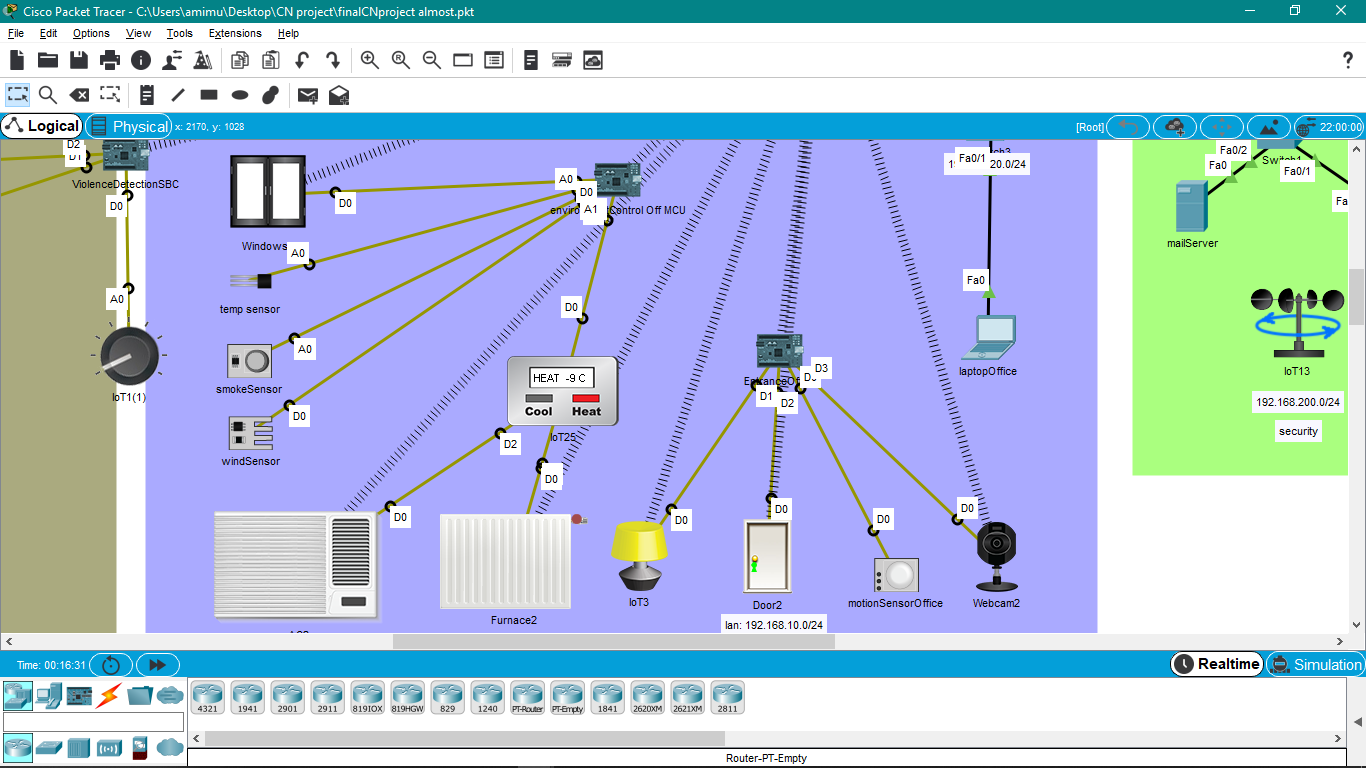 Cisco Packet Tracer - C:\Users\amimu\Desktop\CN project\finalCNproject almost.pkt
File Edit Options View Tools Extensions Help
Logical Physical x: 2170, y: 1028 [Root] 22:00:00
D2
D1
ViolenceDetectionSBC
D0
A0
IoT1(1)
Windows
D0
A0
D0
A1
Control Off MCU
A0
temp sensor
A0
smokeSensor
D0
windSensor
D0
HEAT -9 C
Cool Heat
IoT25
D2
D0
D0
Furnace2
D1
D2
D3
D0
IoT3
D0
Door2
lan: 192.168.10.0/24
D0
motionSensorOffice
D0
Webcam2
Fa0/1
20.0/24
Fa0
laptopOffice
Fa0/2
Fa0
Switch1
Fa0/1
Fa
mailServer
IoT13
192.168.200.0/24
security
Time: 00:16:31 Realtime Simulation
4321 1941 2901 2911 819IOX 819HGW 829 1240 PT-Router PT-Empty 1841 2620XM 2621XM 2811
Router-PT-Empty